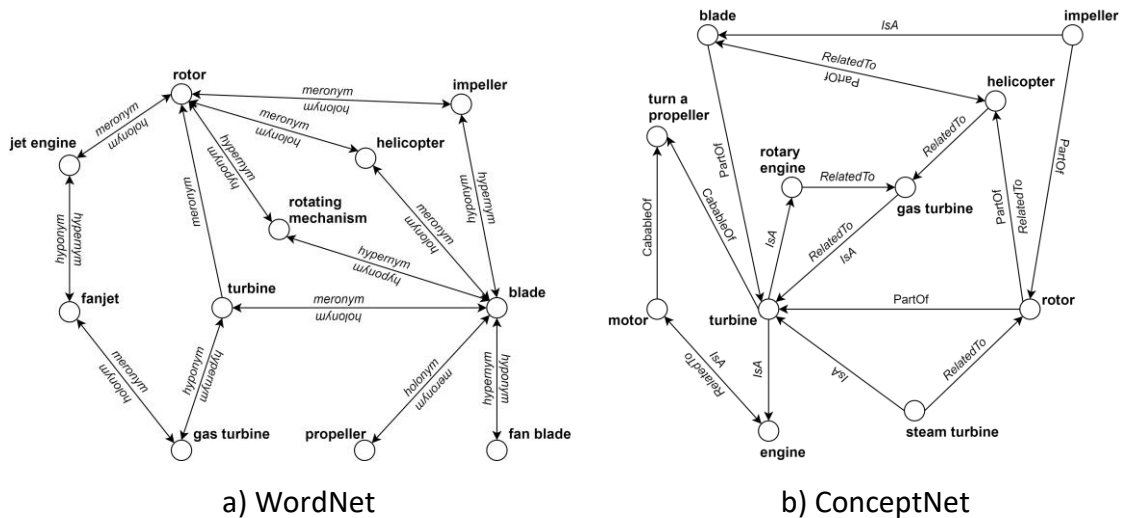 rotor
impeller
meronym
holonym
meronym
holonym
jet engine
meronym
holonym
helicopter
hypernym
hyponym
hypernym
hyponym
rotating
mechanism
meronym
meronym
holonym
hypernym
hyponym
hypernym
hyponym
fanjet
turbine
meronym
holonym
blade
meronym
holonym
hyponym
hypernym
holonym
meronym
hyponym
hypernym
gas turbine
propeller
fan blade
a) WordNet
blade
IsA
impeller
RelatedTo
PartOf
helicopter
turn a
propeller
PartOf
RelatedTo
PartOf
rotary
engine
RelatedTo
gas turbine
CabableOf
CabableOf
IsA
RelatedTo
IsA
PartOf
RelatedTo
motor
turbine
PartOf
rotor
IsA
RelatedTo
IsA
IsA
RelatedTo
steam turbine
engine
b) ConceptNet